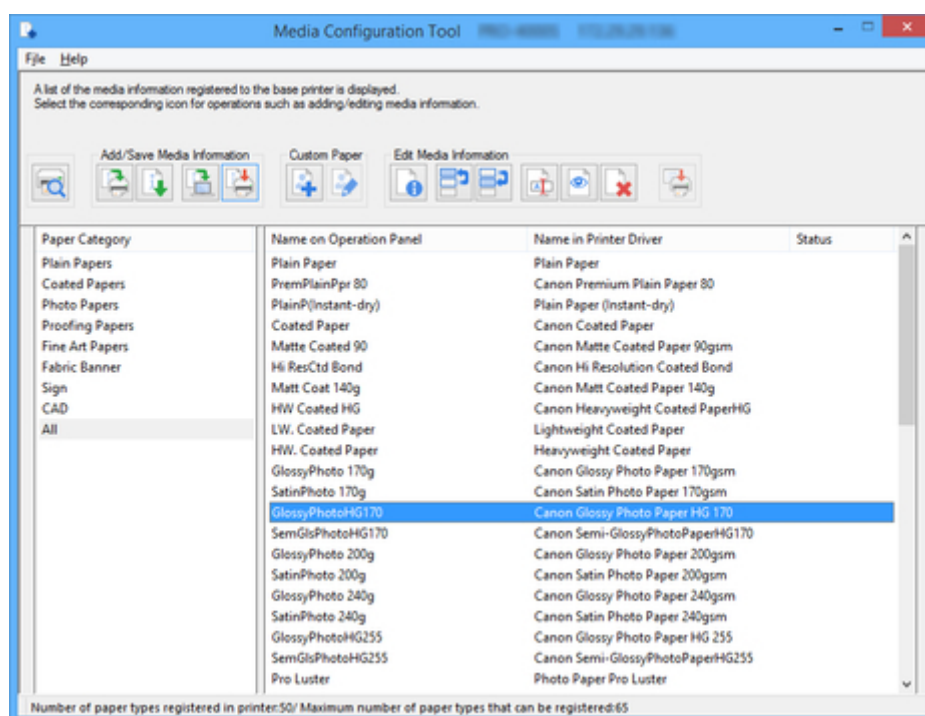 Media Configuration Tool
File Help
A list of the media information registered to the base printer is displayed.
Select the corresponding icon for operations such as adding/editing media information.
Add/Save Media Information Custom Paper Edit Media Information
Paper Category Name on Operation Panel Name in Printer Driver Status
Plain Papers Plain Paper Plain Paper
Coated Papers PremPlainPpr 80 Canon Premium Plain Paper 80
Photo Papers PlainP(Instant-dry) Plain Paper (Instant-dry)
Proofing Papers Coated Paper Canon Coated Paper
Fine Art Papers Matte Coated 90 Canon Matte Coated Paper 90gsm
Fabric Banner Hi ResCtd Bond Canon Hi Resolution Coated Bond
Sign Matt Coat 140g Canon Matt Coated Paper 140g
CAD HW Coated HG Canon Heavyweight Coated PaperHG
All LW. Coated Paper Lightweight Coated Paper
HW. Coated Paper Heavyweight Coated Paper
GlossyPhoto 170g Canon Glossy Photo Paper 170gsm
SatinPhoto 170g Canon Satin Photo Paper 170gsm
GlossyPhotoHG170 Canon Glossy Photo Paper HG 170
SemGlsPhotoHG170 Canon Semi-GlossyPhotoPaperHG170
GlossyPhoto 200g Canon Glossy Photo Paper 200gsm
SatinPhoto 200g Canon Satin Photo Paper 200gsm
GlossyPhoto 240g Canon Glossy Photo Paper 240gsm
SatinPhoto 240g Canon Satin Photo Paper 240gsm
GlossyPhotoHG255 Canon Glossy Photo Paper HG 255
SemGlsPhotoHG255 Canon Semi-GlossyPhotoPaperHG255
Pro Luster Photo Paper Pro Luster
Number of paper types registered in printer:50/ Maximum number of paper types that can be registered:65